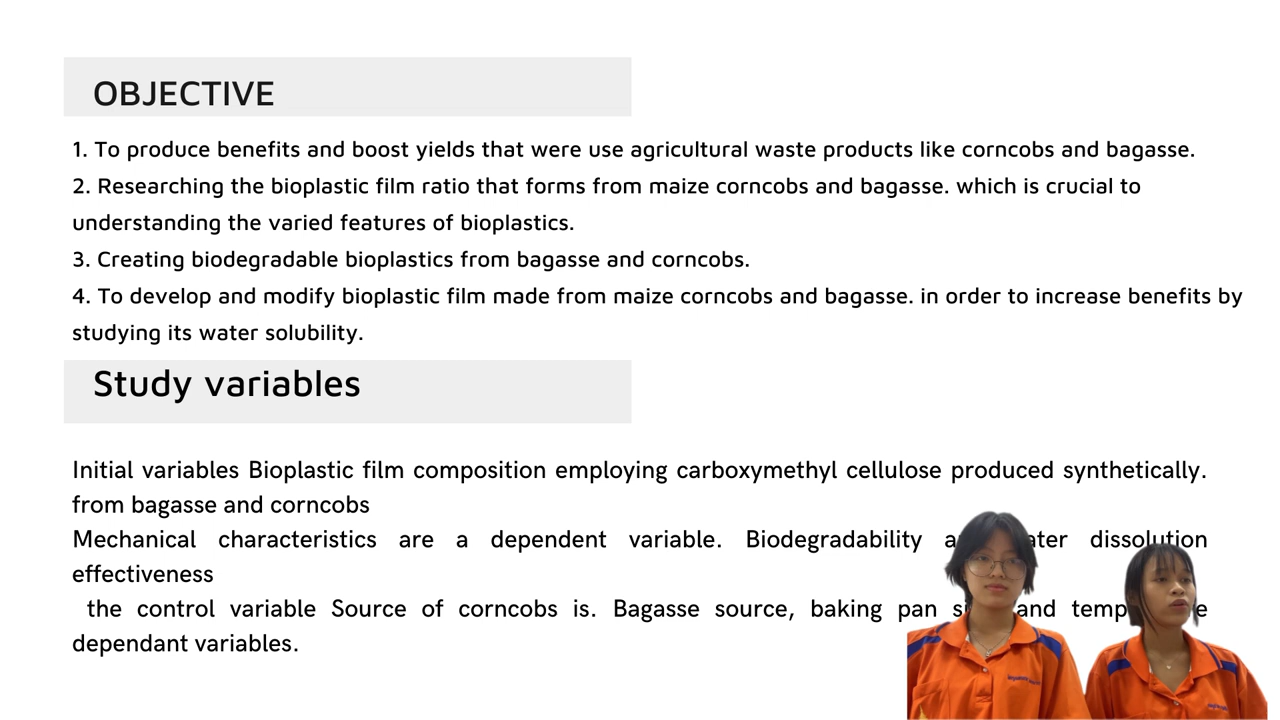 OBJECTIVE
1. To produce benefits and boost yields that were use agricultural waste products like corncobs and bagasse.
2. Researching the bioplastic film ratio that forms from maize corncobs and bagasse. which is crucial to
understanding the varied features of bioplastics.
3. Creating biodegradable bioplastics from bagasse and corncobs.
4. To develop and modify bioplastic film made from maize corncobs and bagasse. in order to increase benefits by
studying its water solubility.
Study variables
Initial variables Bioplastic film composition employing carboxymethyl cellulose produced synthetically.
from bagasse and corncobs
Mechanical characteristics are a dependent variable. Biodegradability dissolution
effectiveness
the control variable Source of corncobs is. Bagasse source, baking pan and
dependant variables.